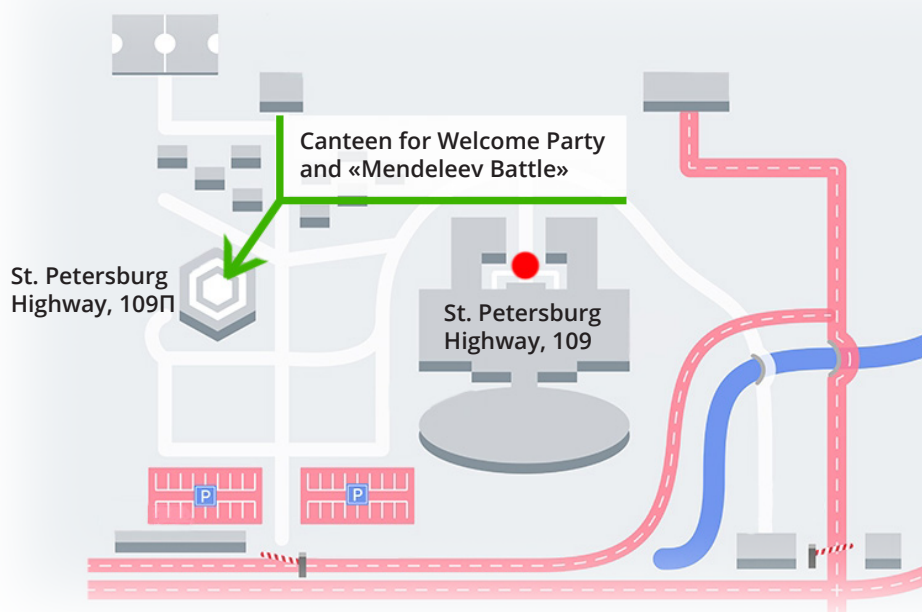 Canteen for Welcome Party
and «Mendeleev Battle»
St. Petersburg
Highway, 109П
St. Petersburg
Highway, 109
P
P